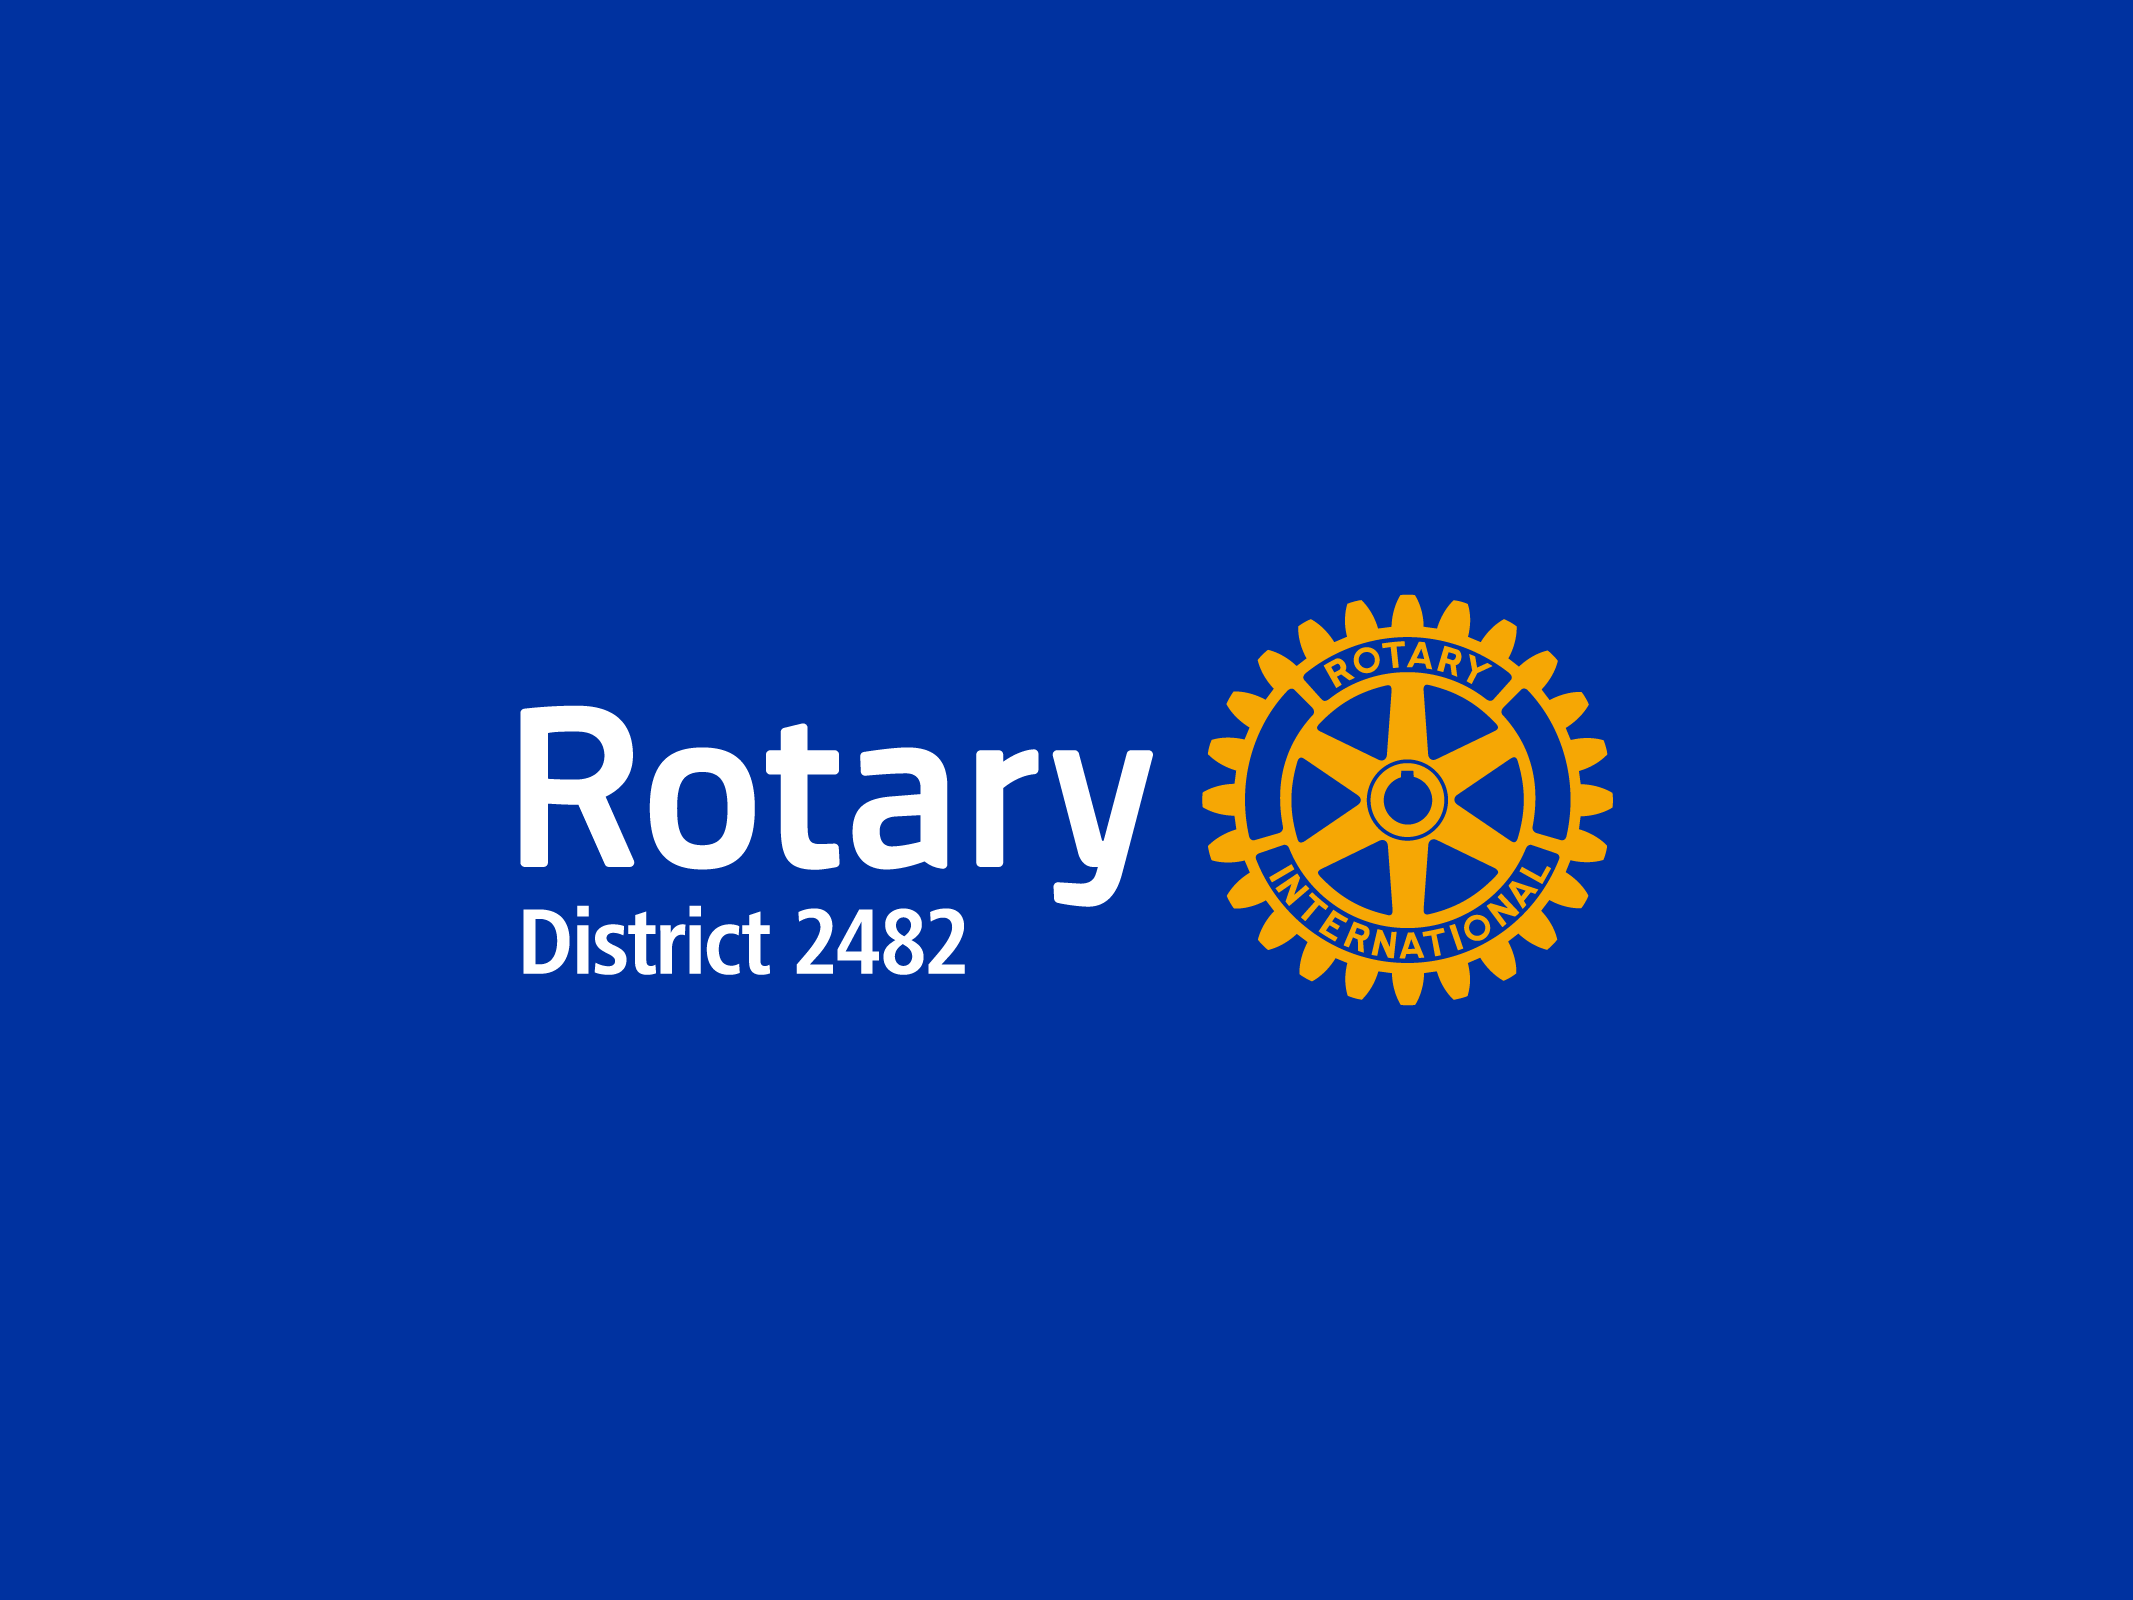 Rotary
District 2482
ROTARY
INTERNATIONAL